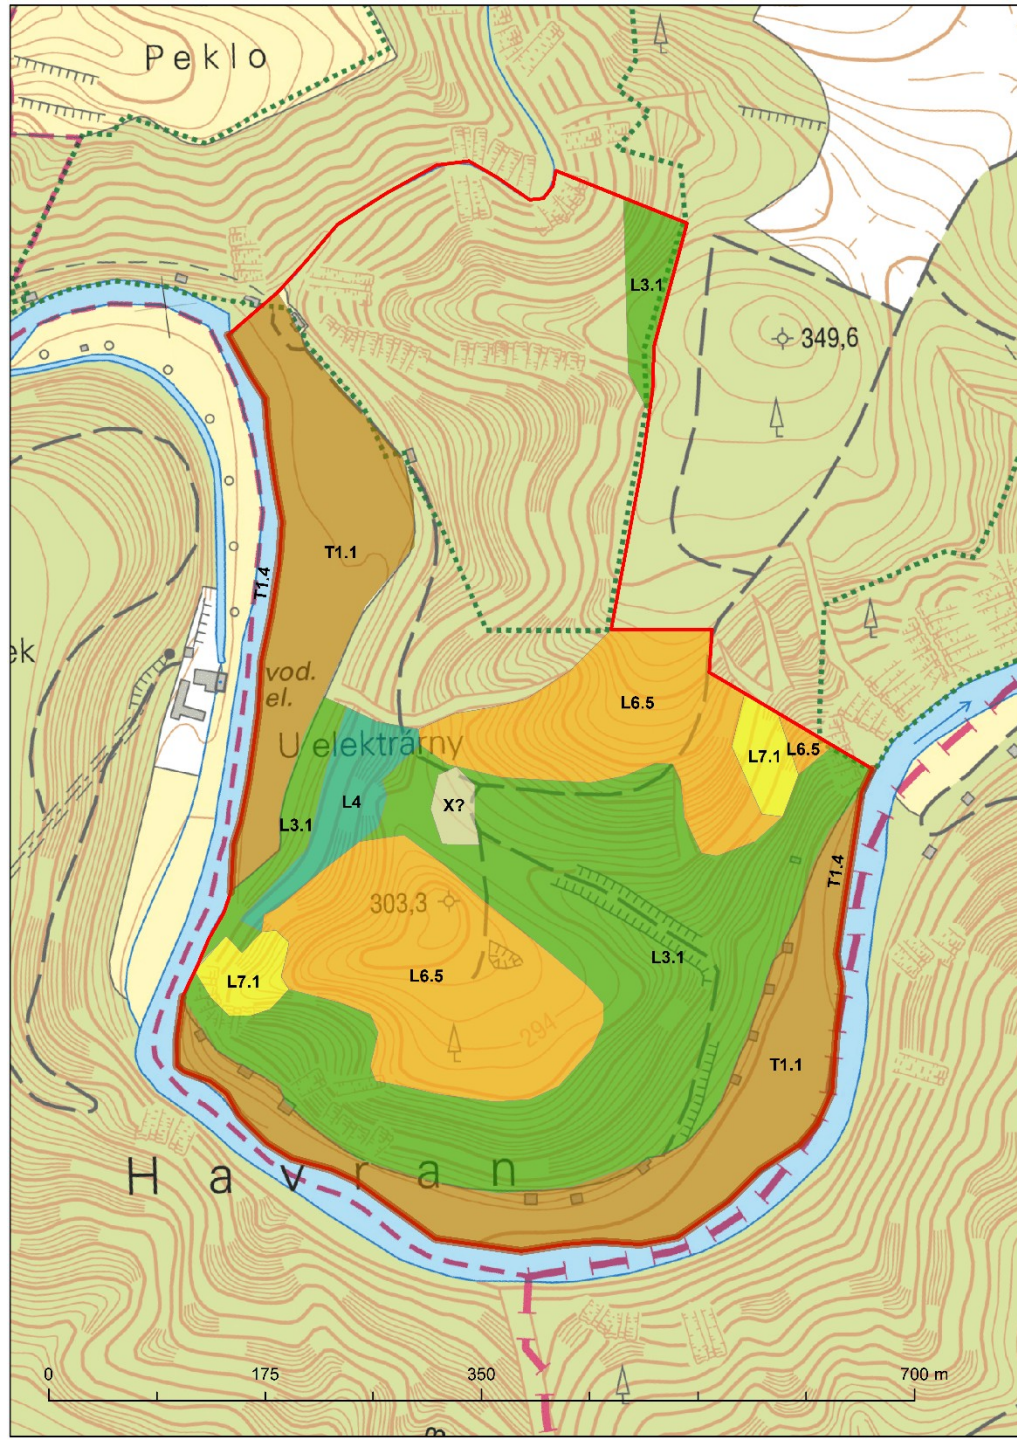 Peklo
L3.1
349,6
T1.1
T1.4
ek
vod.
el.
L6.5
U elektrárny
L7.1
L6.5
L4
X?
L3.1
T1.4
303,3
L3.1
L7.1
L6.5
294
T1.1
Havran
0 175 350 700 m